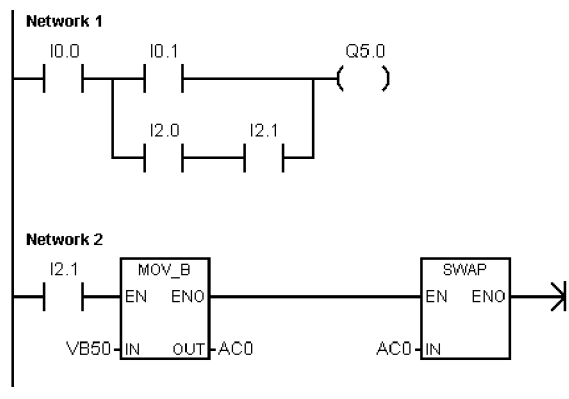 Network 1
I0.0 I0.1 Q5.0
I2.0 I2.1
Network 2
I2.1 MOV_B SWAP
EN ENO EN ENO
VB50 IN OUT AC0 AC0 IN